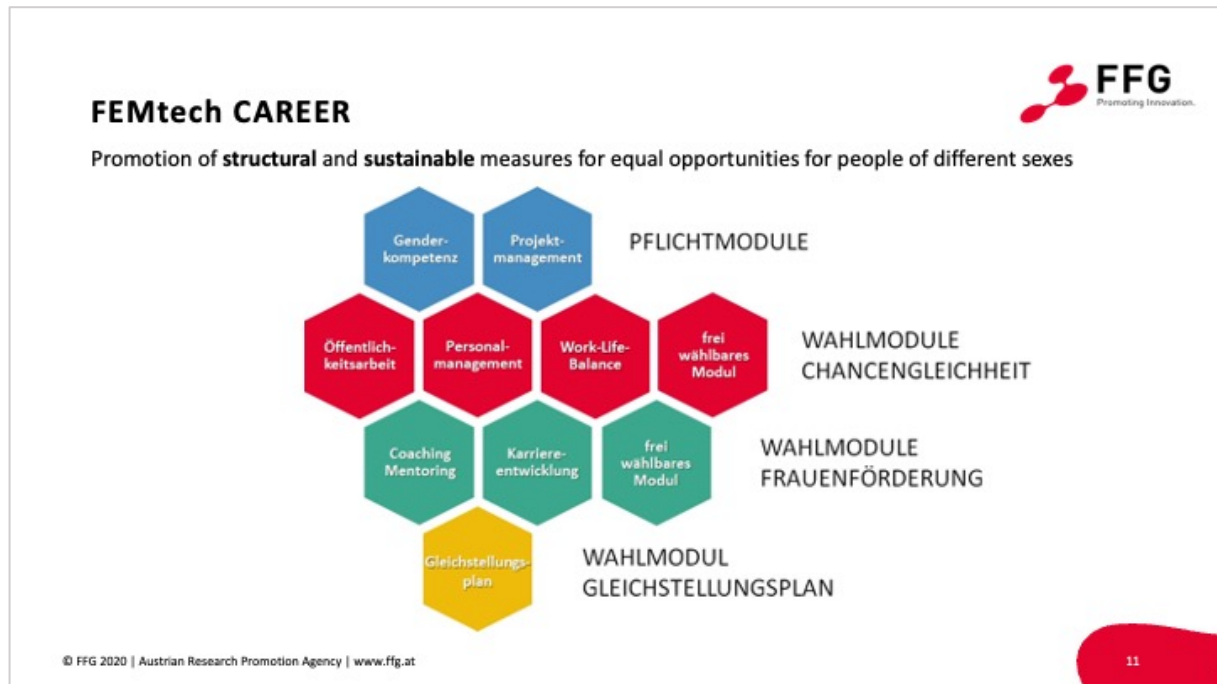 FFG
Promoting Innovation.
FEMtech CAREER
Promotion of structural and sustainable measures for equal opportunities for people of different sexes
Gender-
kompetenz
Projekt-
management
PFLICHTMODULE
Öffentlich-
keitsarbeit
Personal-
management
Work-Life-
Balance
frei
wählbares
Modul
WAHLMODULE
CHANCENGLEICHHEIT
Coaching
Mentoring
Karriere-
entwicklung
frei
wählbares
Modul
WAHLMODULE
FRAUENFÖRDERUNG
Gleichstellungs-
plan
WAHLMODUL
GLEICHSTELLUNGSPLAN
© FFG 2020 | Austrian Research Promotion Agency | www.ffg.at
11